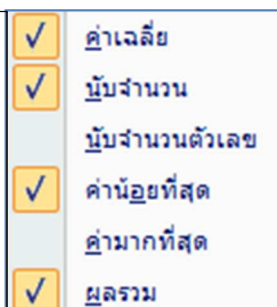 ค่าเฉลี่ย
นับจำนวน
นับจำนวนตัวเลข
ค่าน้อยที่สุด
ค่ามากที่สุด
ผลรวม